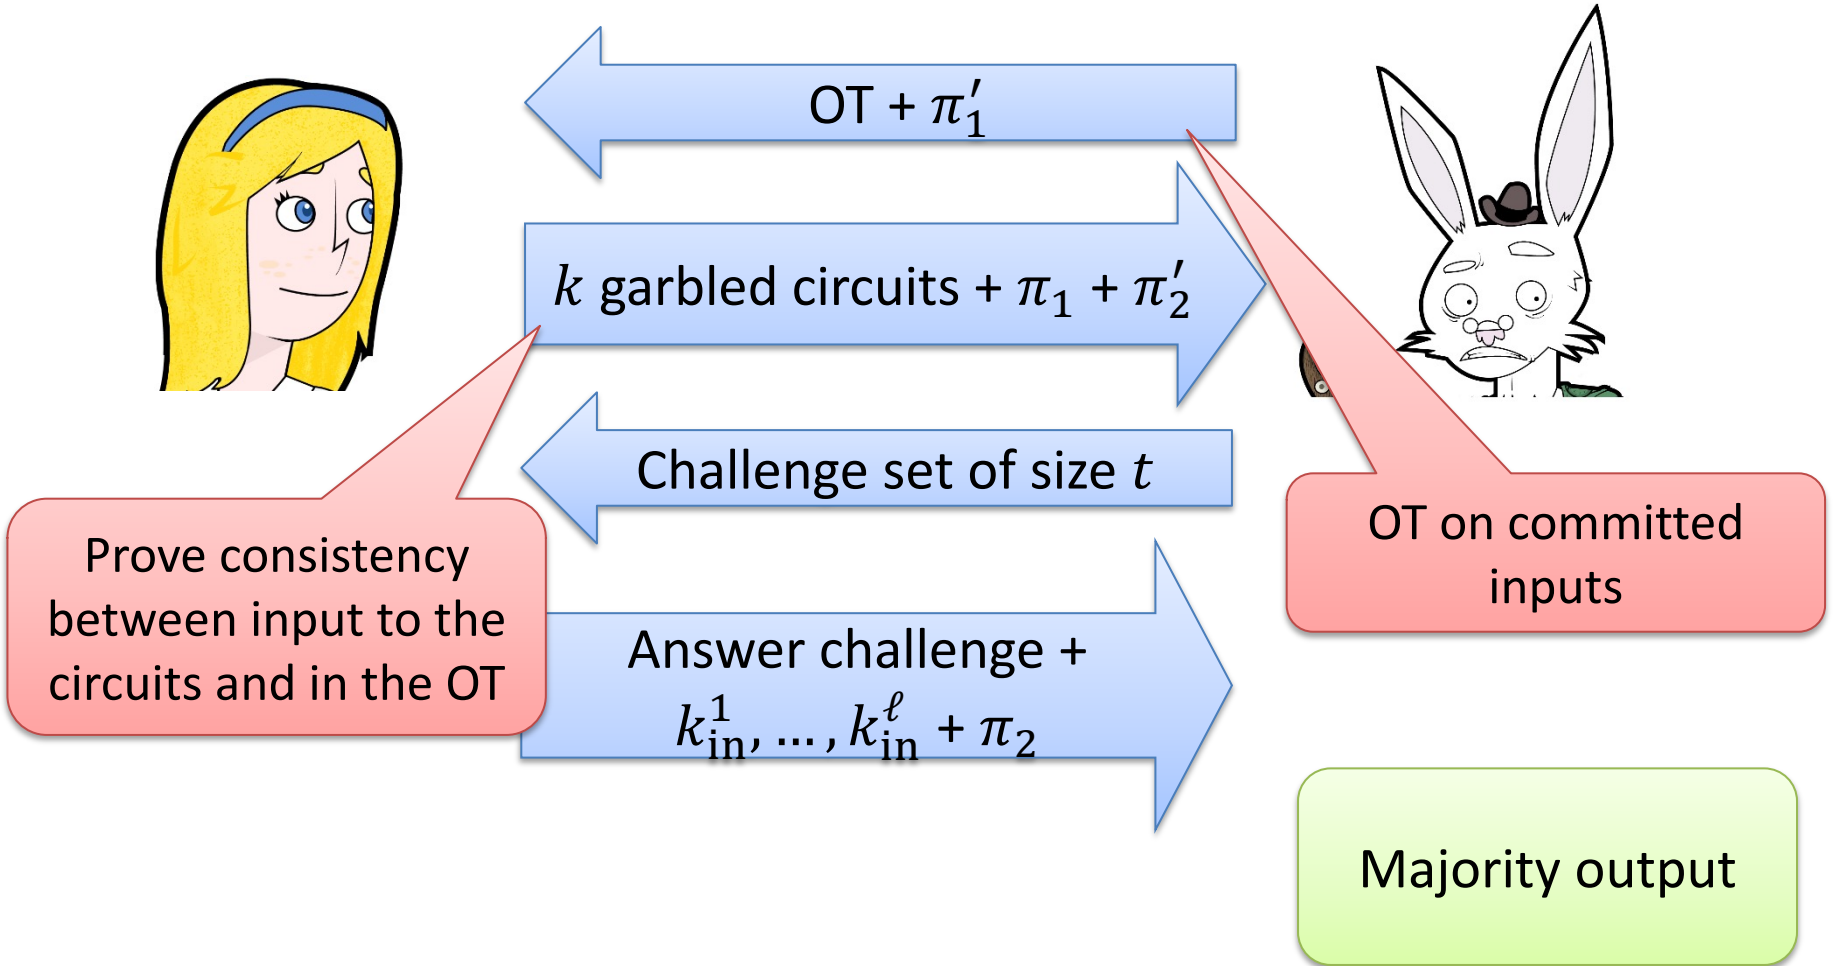 OT + π′₁
k garbled circuits + π₁ + π′₂
Challenge set of size t
OT on committed
inputs
Prove consistency
between input to the
circuits and in the OT
Answer challenge +
k¹ᵢₙ, … , kˡᵢₙ + π₂
Majority output